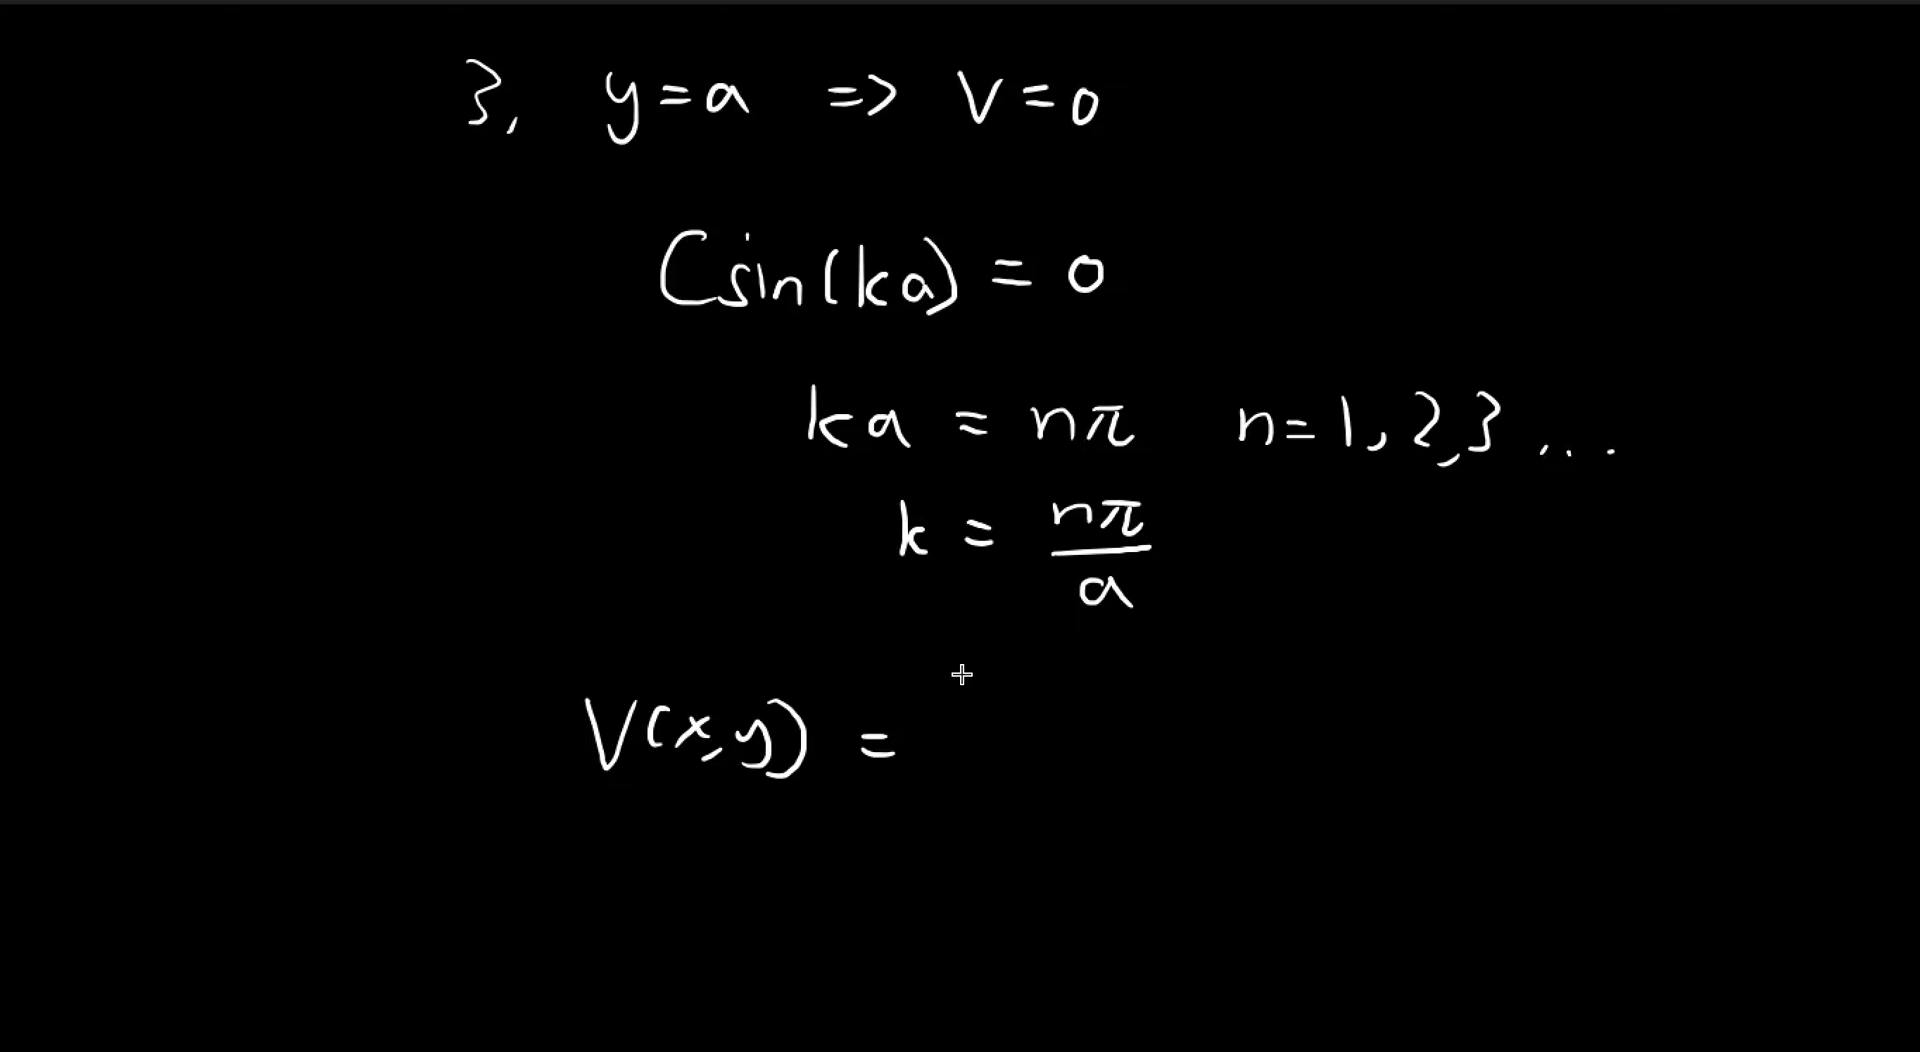 3, y=a => V=0
Csin(ka) = 0
ka = nπ n=1,2,3...
k = nπ/a
V(x,y) =